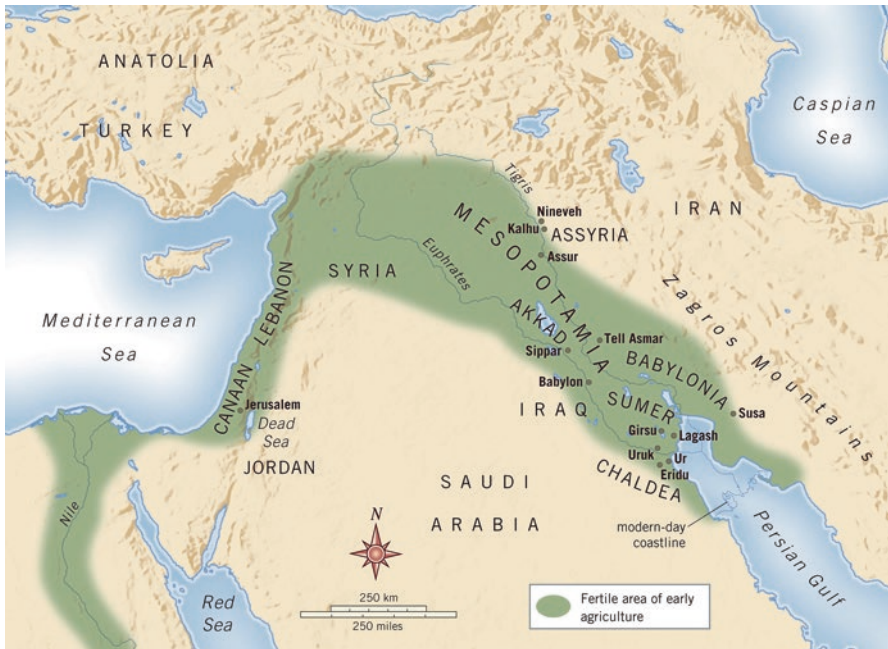 ANATOLIA
TURKEY
Caspian
Sea
Tigris
IRAN
Nineveh
Kalhu
ASSYRIA
Assur
MESOPOTAMIA
Euphrates
SYRIA
Zagros Mountains
LEBANON
Mediterranean
Sea
AKKAD
Tell Asmar
Sippar
BABYLONIA
Babylon
CANAAN
Jerusalem
Dead
Sea
IRAQ
SUMER
Susa
Girsu
Lagash
Uruk
Ur
Eridu
JORDAN
CHALDEA
SAUDI
ARABIA
Nile
N
modern-day
coastline
Persian Gulf
250 km
250 miles
Red
Sea
Fertile area of early
agriculture